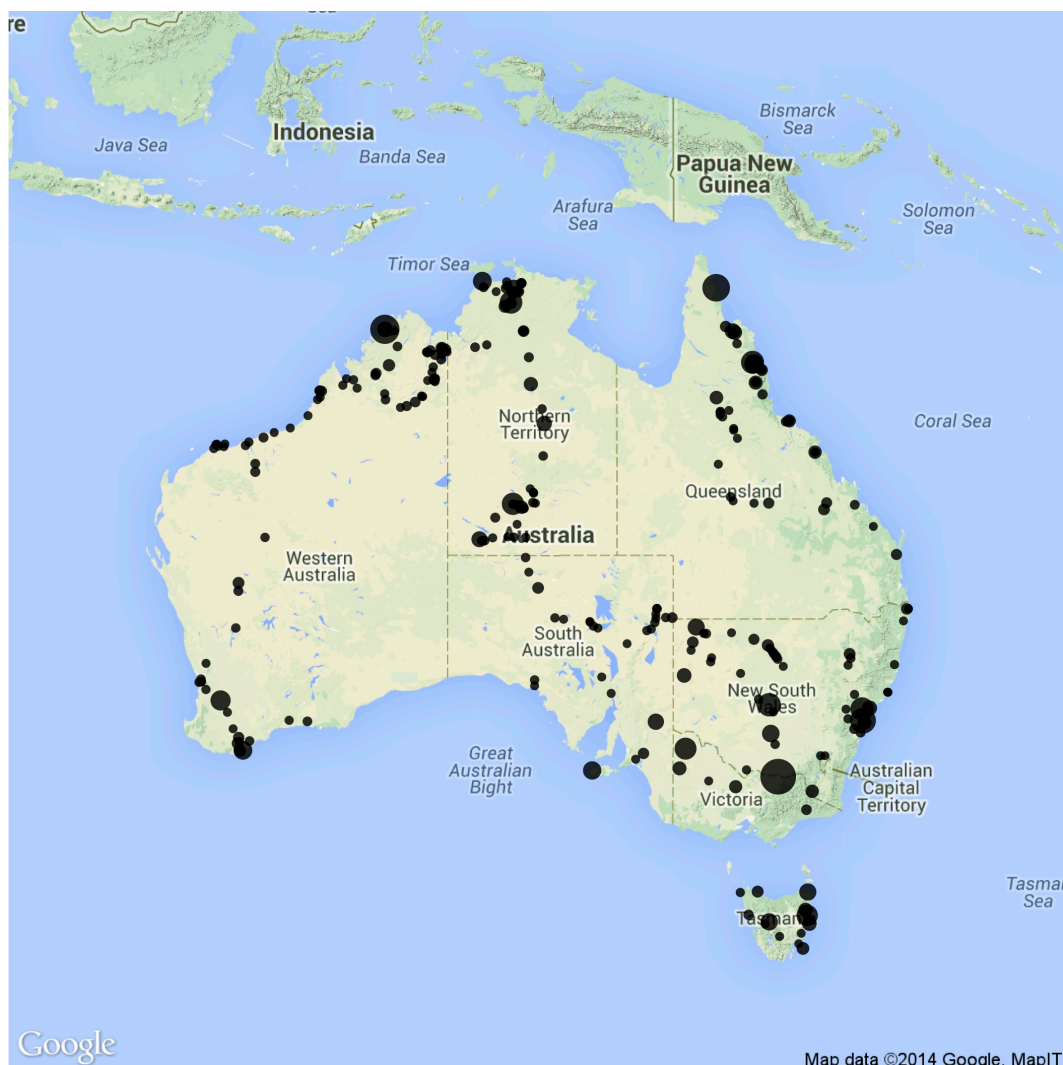 Sea
re
Bismarck
Sea
Indonesia
Java Sea
Banda Sea
Papua New
Guinea
Arafura
Sea
Solomon
Sea
Timor Sea
Northern
Territory
Coral Sea
Queensland
Australia
Western
Australia
South
Australia
New South
Wales
Great
Australian
Bight
Australian
Capital
Territory
Victoria
Tasman
Sea
Tasmania
Google
Map data ©2014 Google, MapIT